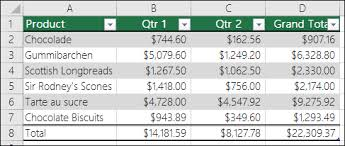 A B C D
1 Product Qtr 1 Qtr 2 Grand Total
2 Chocolade $744.60 $162.56 $907.16
3 Gummibarchen $5,079.60 $1,249.20 $6,328.80
4 Scottish Longbreads $1,267.50 $1,062.50 $2,330.00
5 Sir Rodney's Scones $1,418.00 $756.00 $2,174.00
6 Tarte au sucre $4,728.00 $4,547.92 $9,275.92
7 Chocolate Biscuits $943.89 $349.60 $1,293.49
8 Total $14,181.59 $8,127.78 $22,309.37